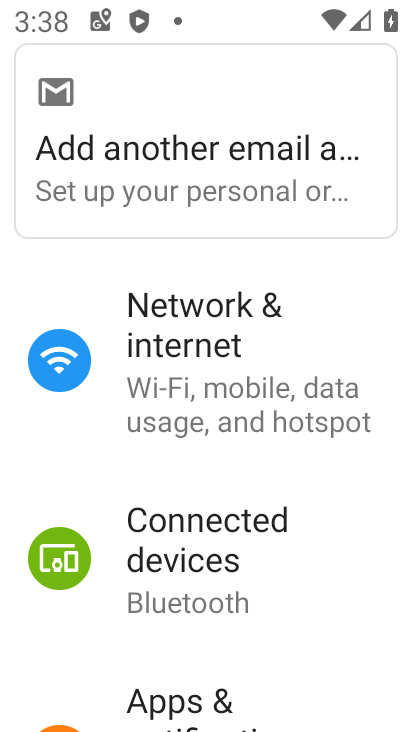 3:38
Add another email a...
Set up your personal or...
Network &
internet
Wi-Fi, mobile, data
usage, and hotspot
Connected
devices
Bluetooth
Apps &